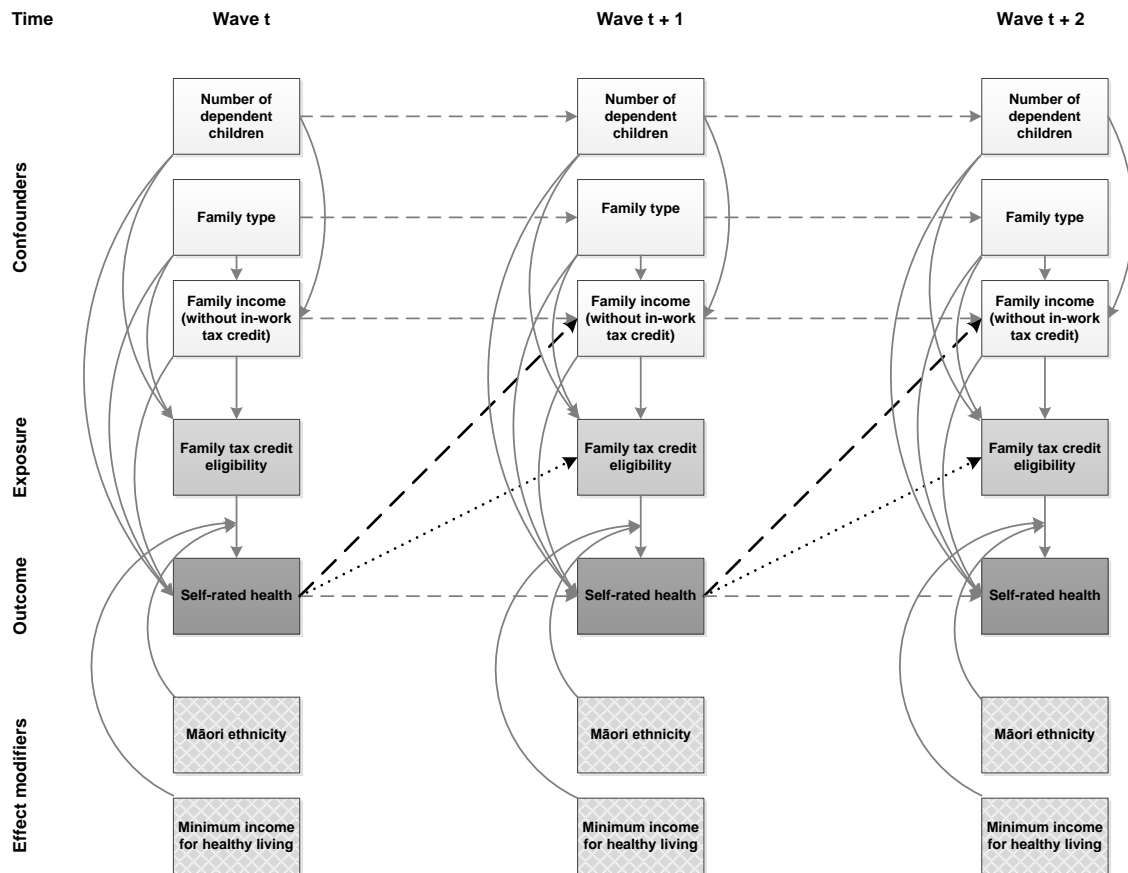 Time
Wave t
Wave t + 1
Wave t + 2
Confounders
Number of
dependent
children
Number of
dependent
children
Number of
dependent
children
Family type
Family type
Family type
Family income
(without in-work
tax credit)
Family income
(without in-work
tax credit)
Family income
(without in-work
tax credit)
Exposure
Family tax credit
eligibility
Family tax credit
eligibility
Family tax credit
eligibility
Outcome
Self-rated health
Self-rated health
Self-rated health
Effect modifiers
Māori ethnicity
Māori ethnicity
Māori ethnicity
Minimum income
for healthy living
Minimum income
for healthy living
Minimum income
for healthy living